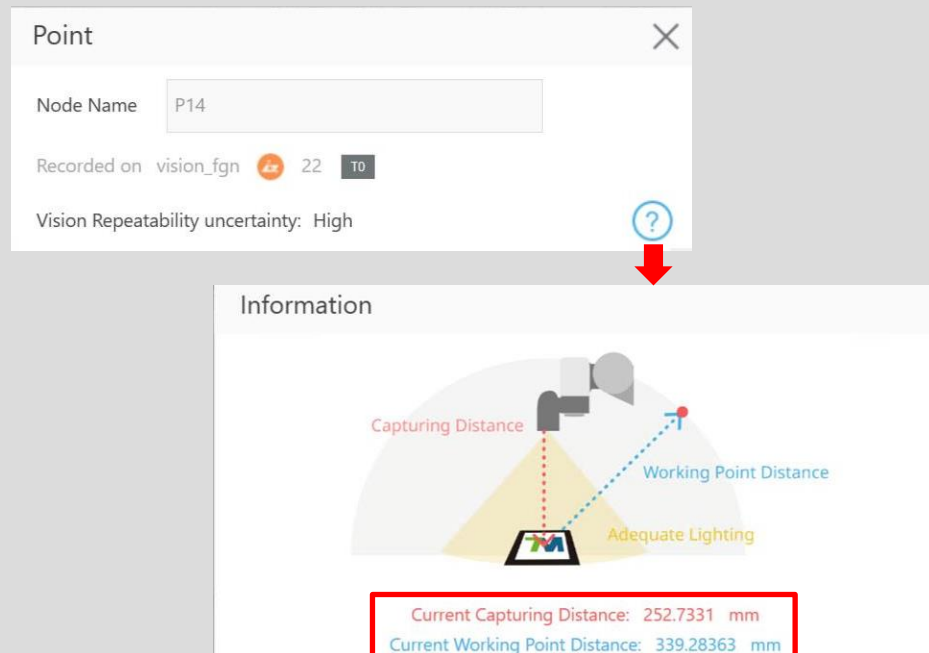 Point
Node Name P14
Recorded on vision_fgn 22 T0
Vision Repeatability uncertainty: High
?
Information
Capturing Distance
Working Point Distance
Adequate Lighting
TM
Current Capturing Distance: 252.7331 mm
Current Working Point Distance: 339.28363 mm